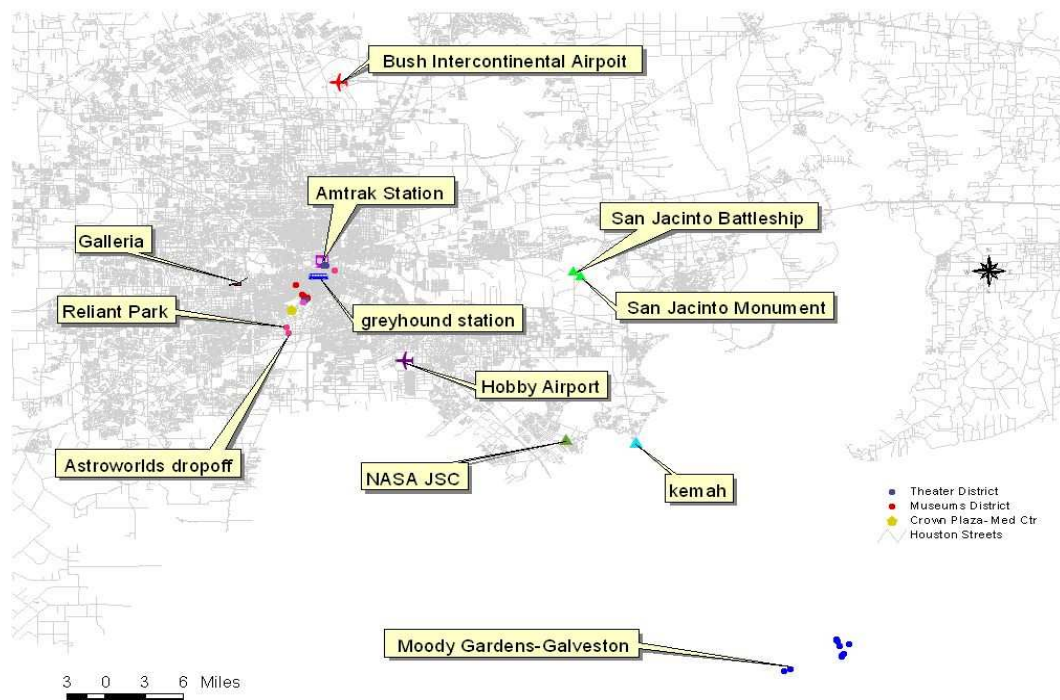 Bush Intercontinental Airpoit
Amtrak Station
San Jacinto Battleship
Galleria
San Jacinto Monument
Reliant Park
greyhound station
Hobby Airport
Astroworlds dropoff
NASA JSC
kemah
Theater District
Museums District
Crown Plaza- Med Ctr
Houston Streets
Moody Gardens-Galveston
3 0 3 6 Miles